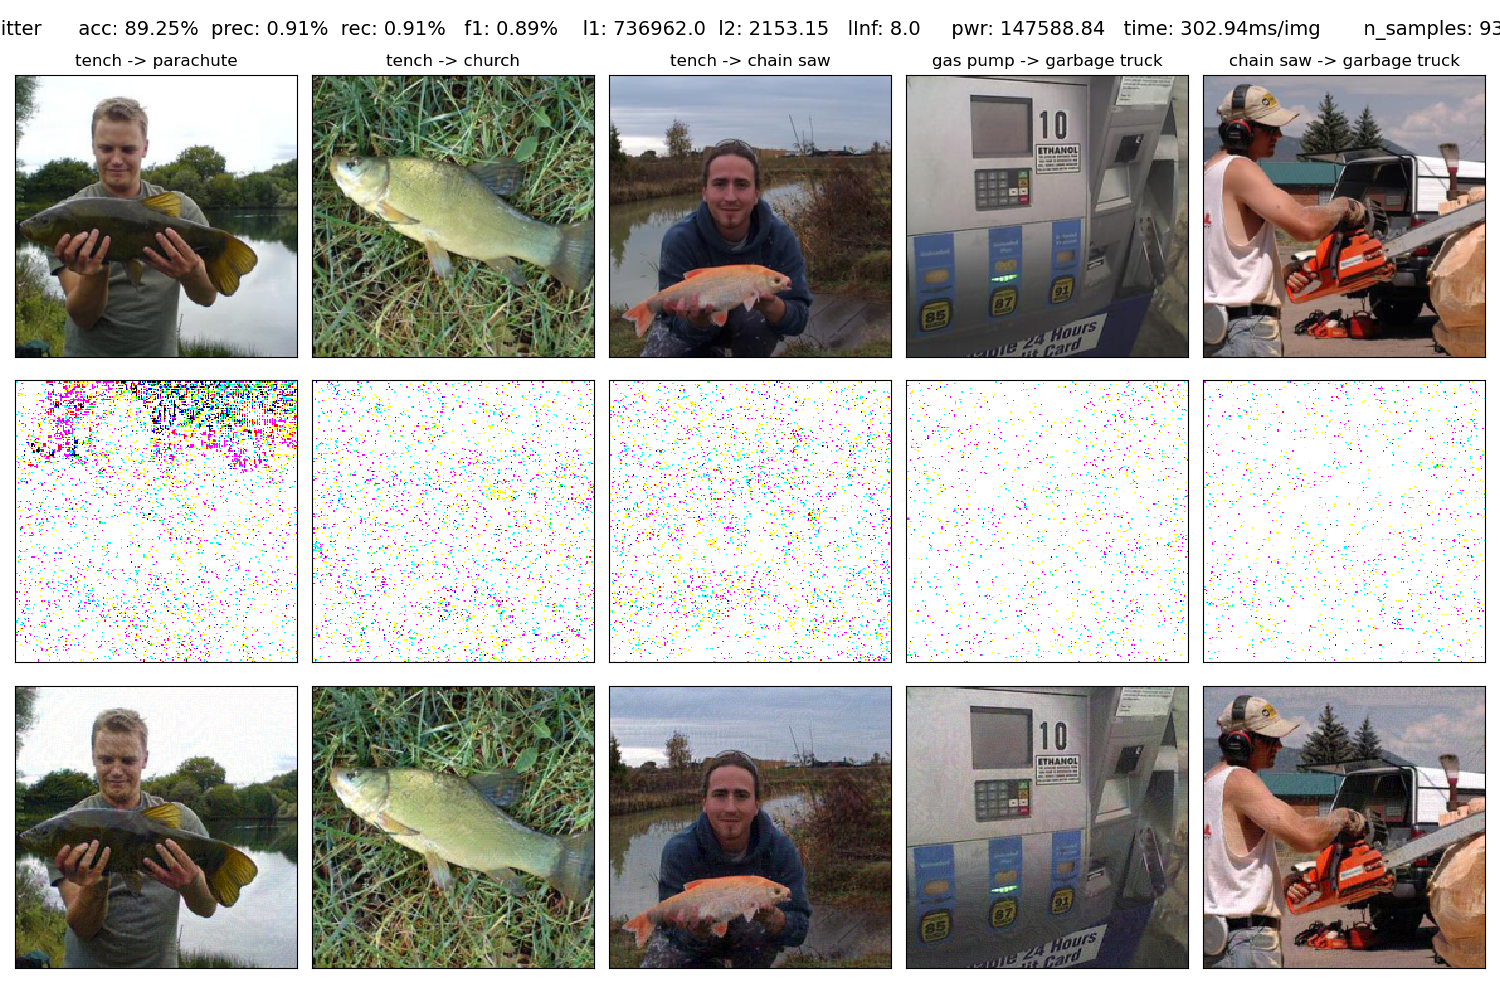 itter acc: 89.25% prec: 0.91% rec: 0.91% f1: 0.89% l1: 736962.0 l2: 2153.15 lInf: 8.0 pwr: 147588.84 time: 302.94ms/img n_samples: 93
tench -> parachute
tench -> church
tench -> chain saw
gas pump -> garbage truck
chain saw -> garbage truck
10
ETHANOL
85
87
91
24 Hours
Card
10
ETHANOL
85
87
91
24 Hours
Card